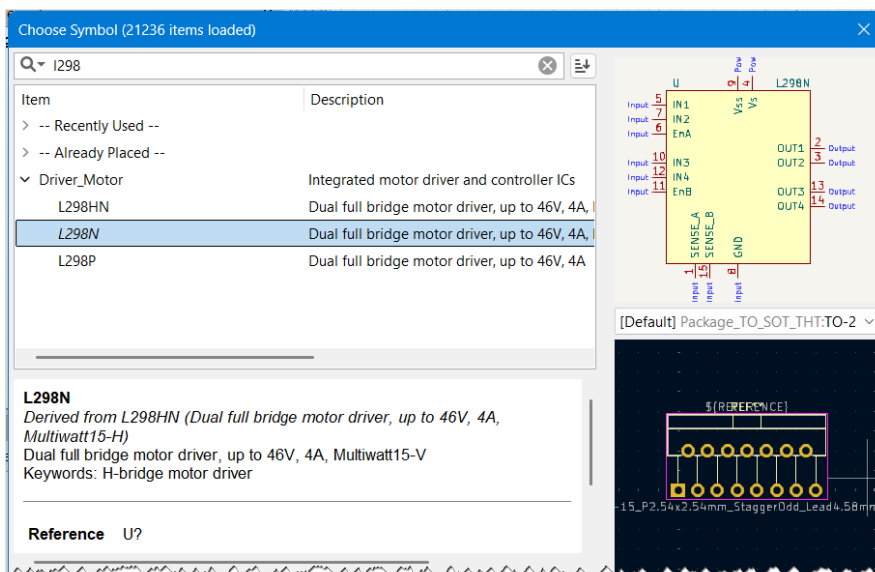 Choose Symbol (21236 items loaded)
l298
Item Description
-- Recently Used --
-- Already Placed --
Driver_Motor Integrated motor driver and controller ICs
L298HN Dual full bridge motor driver, up to 46V, 4A,
L298N Dual full bridge motor driver, up to 46V, 4A,
L298P Dual full bridge motor driver, up to 46V, 4A
L298N
Derived from L298HN (Dual full bridge motor driver, up to 46V, 4A,
Multiwatt15-H)
Dual full bridge motor driver, up to 46V, 4A, Multiwatt15-V
Keywords: H-bridge motor driver
Reference U?
Pow Pow
U 9 4 L298N
Vss Vs
Input 5 IN1
Input 7 IN2
Input 6 EnA
OUT1 2 Output
Input 10 IN3 OUT2 3 Output
Input 12 IN4
Input 11 EnB OUT3 13 Output
OUT4 14 Output
SENSE_A SENSE_B GND
1 15 8
Input Input Input
[Default] Package_TO_SOT_THT:TO-2
-15_P2.54x2.54mm_StaggerOdd_Lead4.58mm